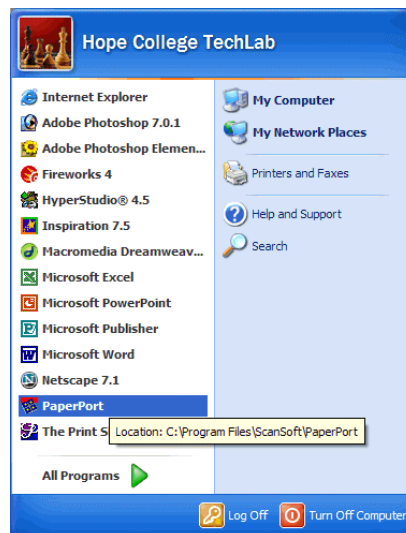 Hope College TechLab
Internet Explorer
Adobe Photoshop 7.0.1
Adobe Photoshop Elemen...
Fireworks 4
HyperStudio® 4.5
Inspiration 7.5
Macromedia Dreamweav...
Microsoft Excel
Microsoft PowerPoint
Microsoft Publisher
Microsoft Word
Netscape 7.1
PaperPort
The Print S
Location: C:\Program Files\ScanSoft\PaperPort
All Programs
My Computer
My Network Places
Printers and Faxes
Help and Support
Search
Log Off
Turn Off Computer